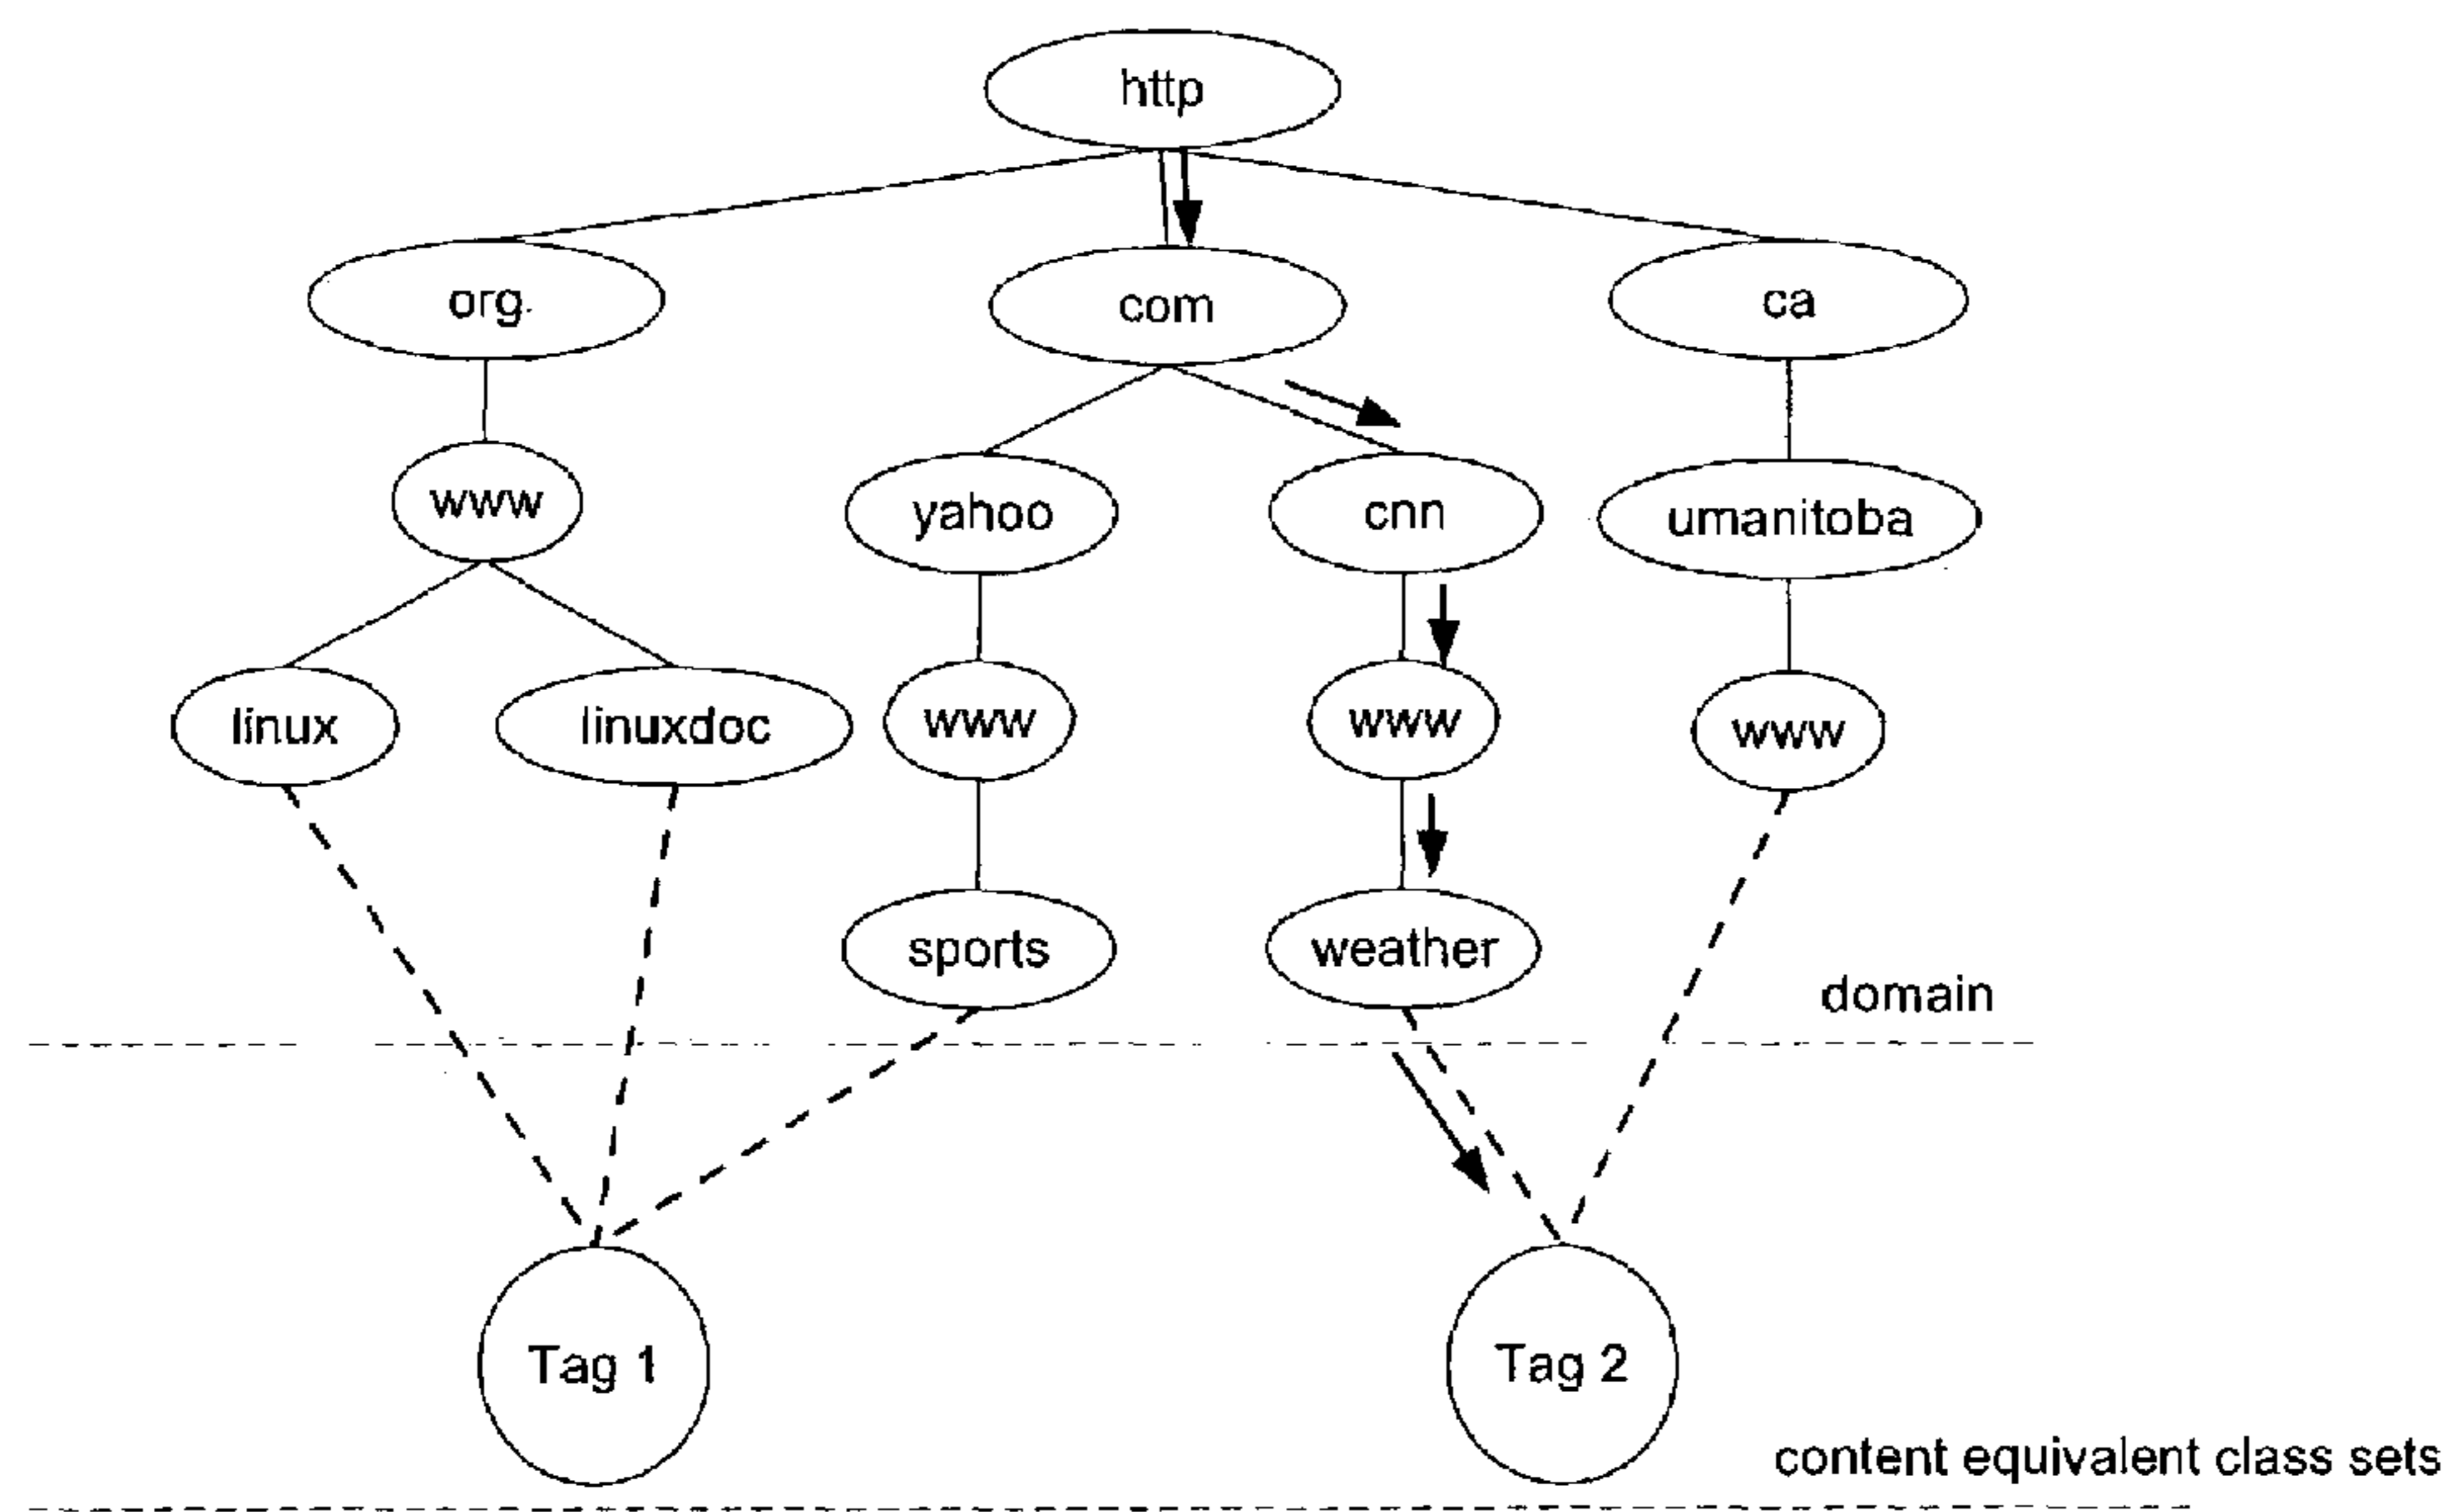 http
org
com
ca
www
yahoo
cnn
umanitoba
linux
linuxdoc
www
www
www
sports
weather
domain
Tag 1
Tag 2
content equivalent class sets